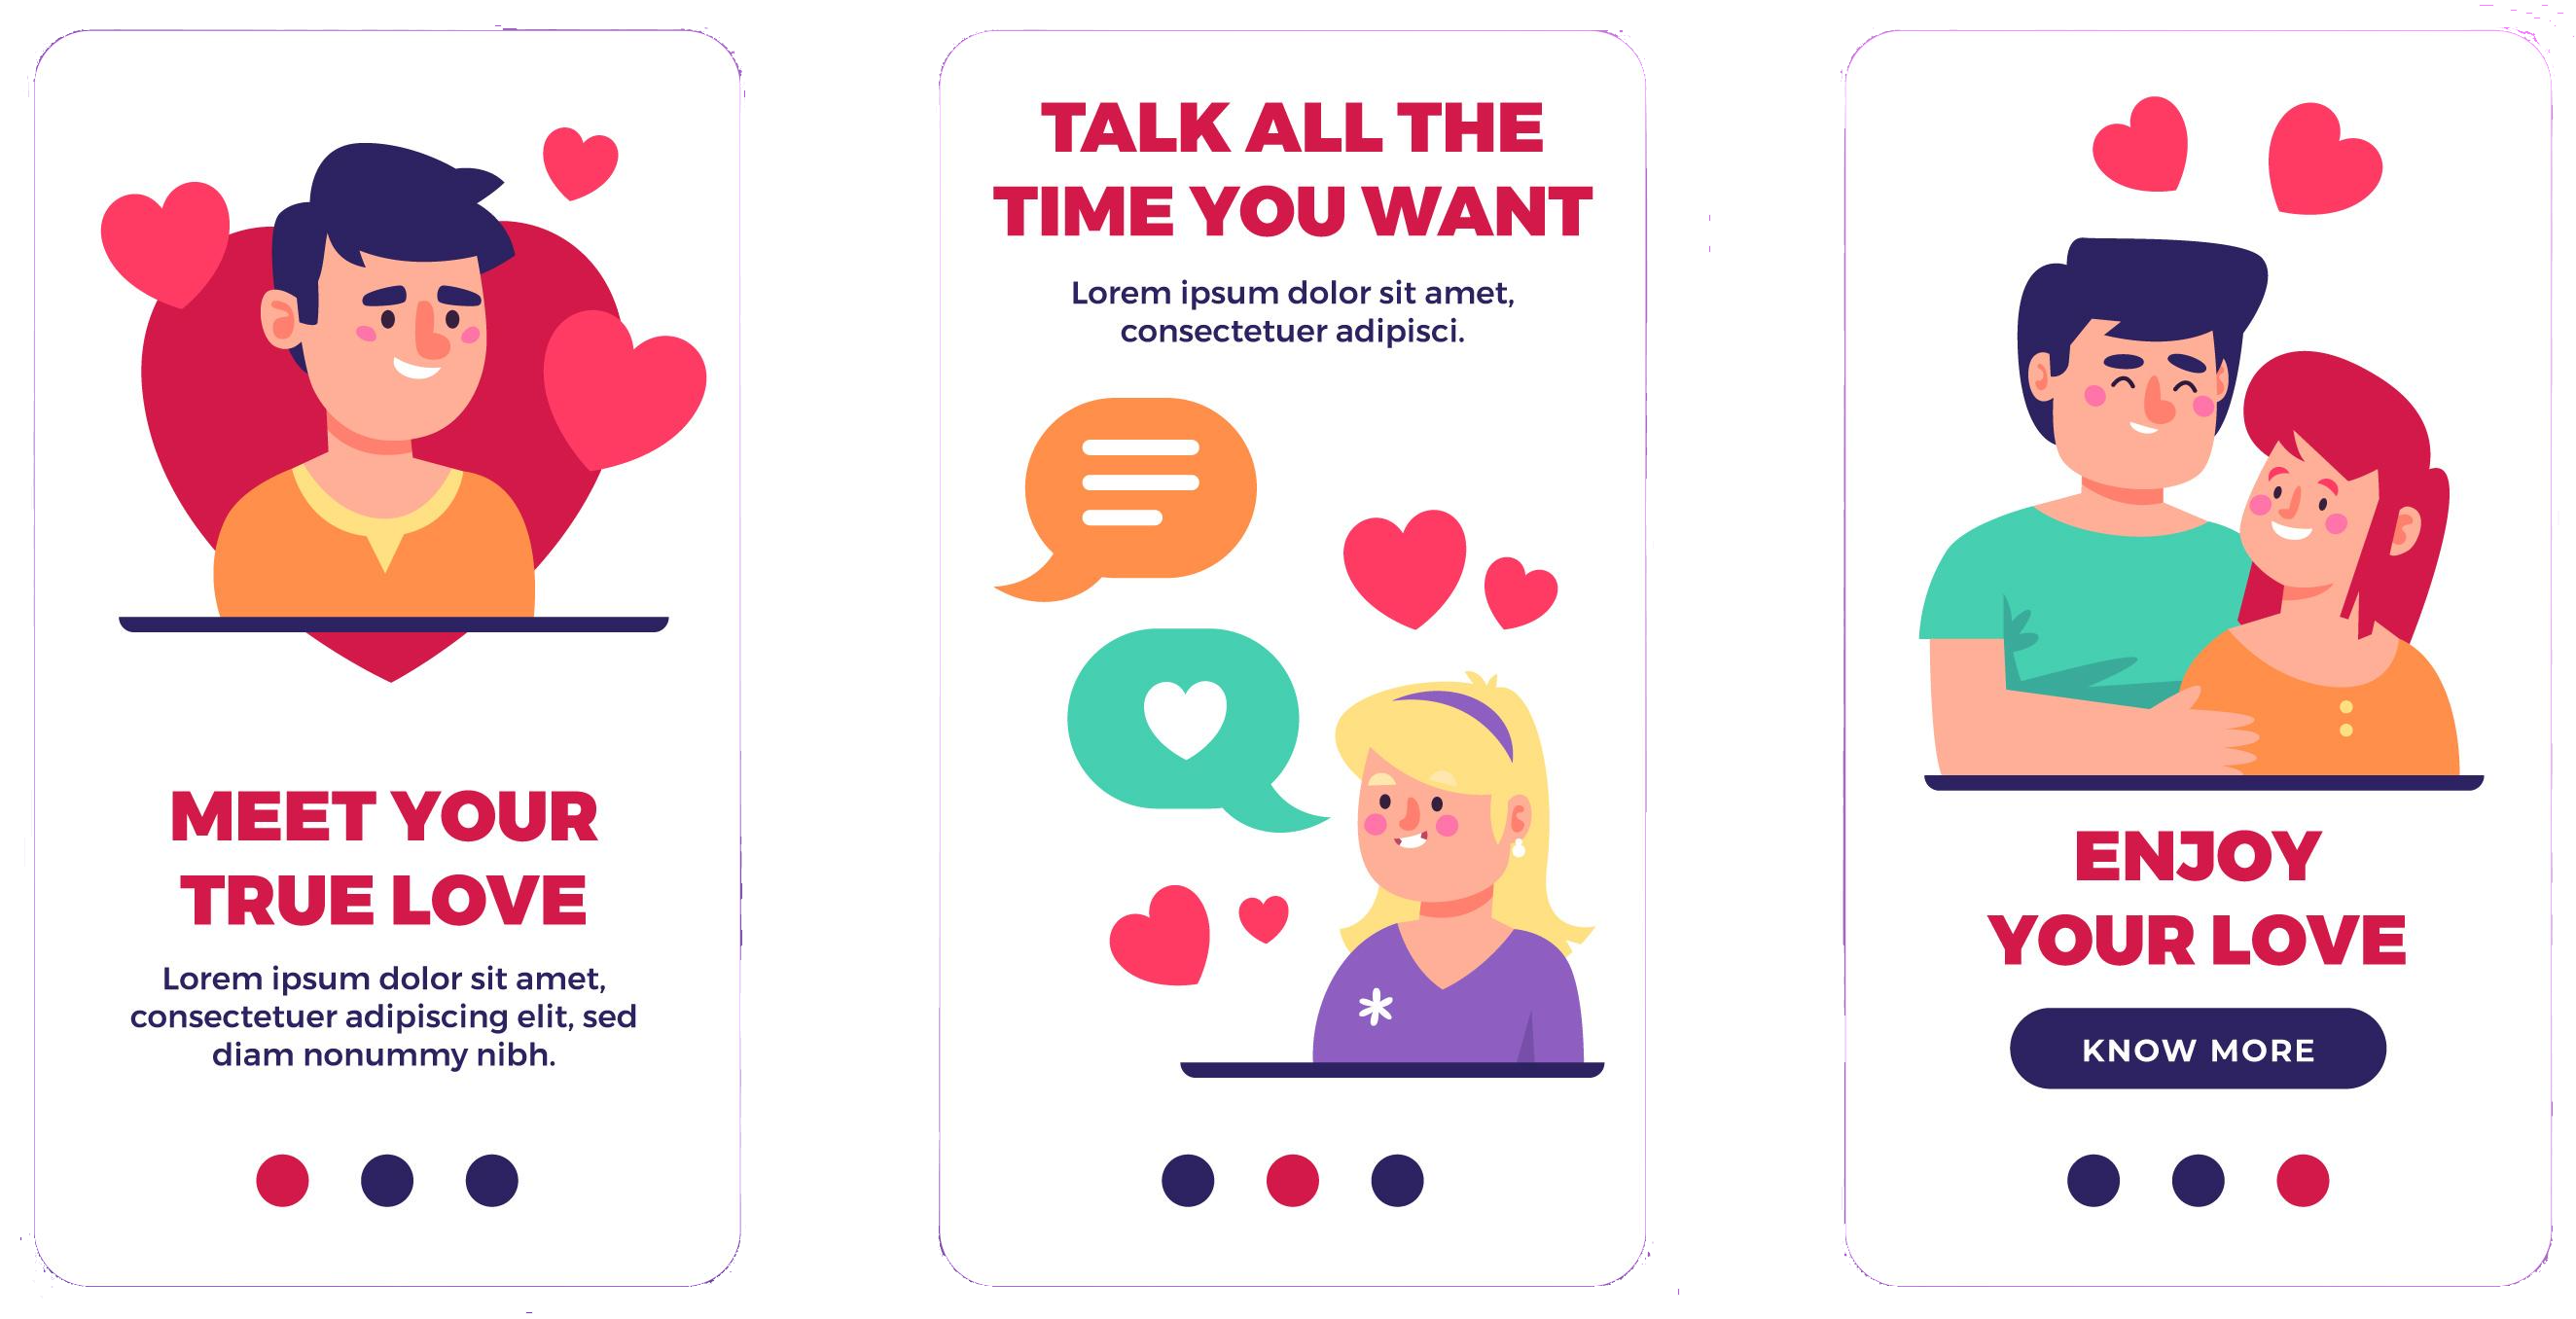 MEET YOUR
TRUE LOVE
Lorem ipsum dolor sit amet,
consectetuer adipiscing elit, sed
diam nonummy nibh.
TALK ALL THE
TIME YOU WANT
Lorem ipsum dolor sit amet,
consectetuer adipisci.
ENJOY
YOUR LOVE
KNOW MORE